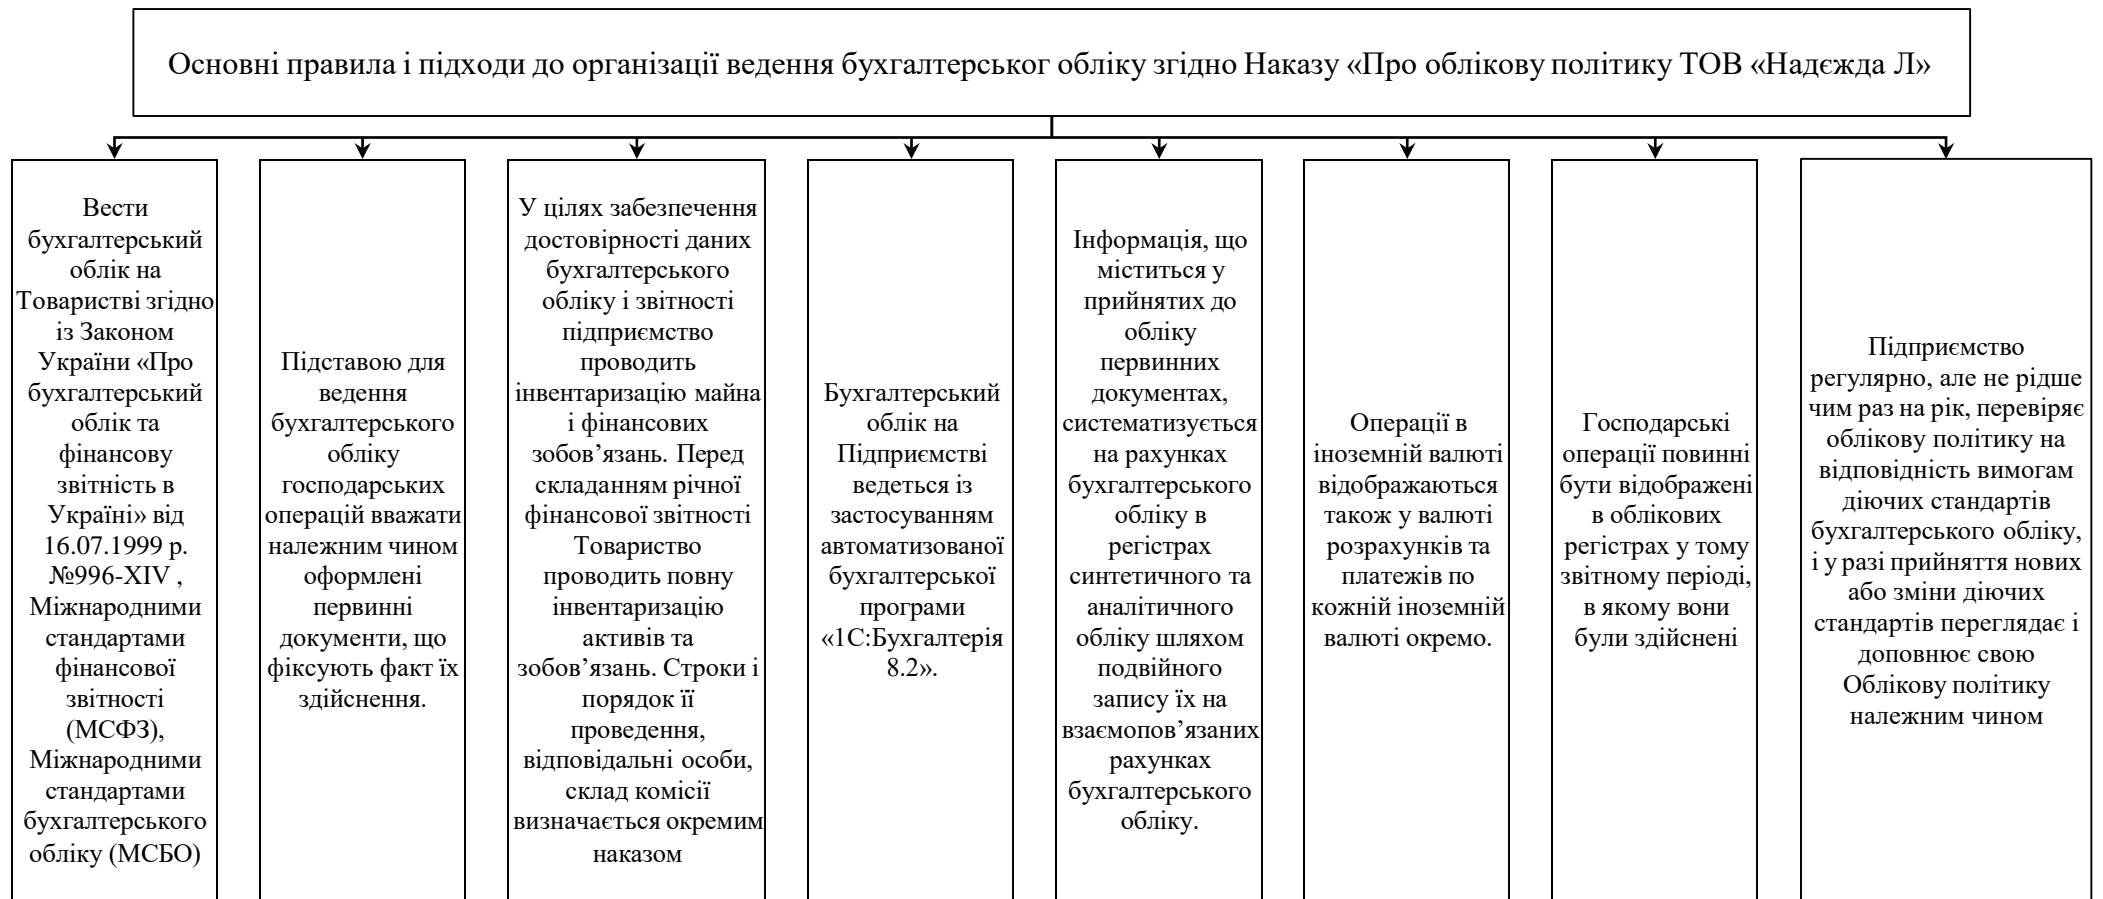 Основні правила і підходи до організації ведення бухгалтерськог обліку згідно Наказу «Про облікову політику ТОВ «Надєжда Л»
Вести
бухгалтерський
облік на
Товаристві згідно
із Законом
України «Про
бухгалтерський
облік та
фінансову
звітність в
Україні» від
16.07.1999 р.
№996-XIV ,
Міжнародними
стандартами
фінансової
звітності
(МСФЗ),
Міжнародними
стандартами
бухгалтерського
обліку (МСБО)
Підставою для
ведення
бухгалтерського
обліку
господарських
операцій вважати
належним чином
оформлені
первинні
документи, що
фіксують факт їх
здійснення.
У цілях забезпечення
достовірності даних
бухгалтерського
обліку і звітності
підприємство
проводить
інвентаризацію майна
і фінансових
зобов’язань. Перед
складанням річної
фінансової звітності
Товариство
проводить повну
інвентаризацію
активів та
зобов’язань. Строки і
порядок її
проведення,
відповідальні особи,
склад комісії
визначається окремим
наказом
Бухгалтерський
облік на
Підприємстві
ведеться із
застосуванням
автоматизованої
бухгалтерської
програми
«1С:Бухгалтерія
8.2».
Інформація, що
міститься у
прийнятих до
обліку
первинних
документах,
систематизується
на рахунках
бухгалтерського
обліку в
регістрах
синтетичного та
аналітичного
обліку шляхом
подвійного
запису їх на
взаємопов’язаних
рахунках
бухгалтерського
обліку.
Операції в
іноземній валюті
відображаються
також у валюті
розрахунків та
платежів по
кожній іноземній
валюті окремо.
Господарські
операції повинні
бути відображені
в облікових
регістрах у тому
звітному періоді,
в якому вони
були здійснені
Підприємство
регулярно, але не рідше
чим раз на рік, перевіряє
облікову політику на
відповідність вимогам
діючих стандартів
бухгалтерського обліку,
і у разі прийняття нових
або зміни діючих
стандартів переглядає і
доповнює свою
Облікову політику
належним чином